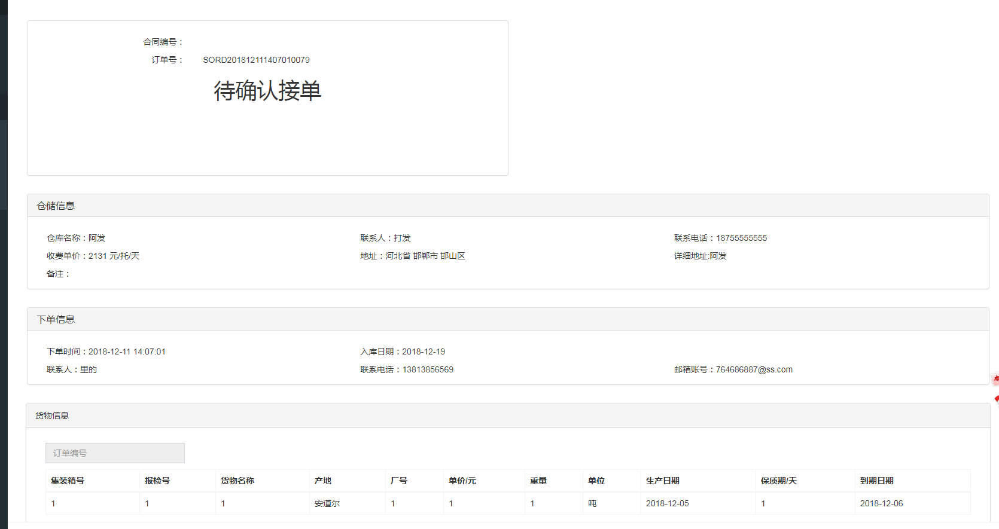 合同编号：
订单号： SORD201812111407010079
待确认接单
仓储信息
仓库名称：阿发 联系人：打发 联系电话：18755555555
收费单价：2131 元/托/天 地址：河北省 邯郸市 邯山区 详细地址:阿发
备注：
下单信息
下单时间：2018-12-11 14:07:01 入库日期：2018-12-19
联系人：里的 联系电话：13813856569 邮箱账号：764686887@ss.com
点
货物信息
订单编号
集装箱号 报检号 货物名称 产地 厂号 单价/元 重量 单位 生产日期 保质期/天 到期日期
1 1 1 安道尔 1 1 1 吨 2018-12-05 1 2018-12-06